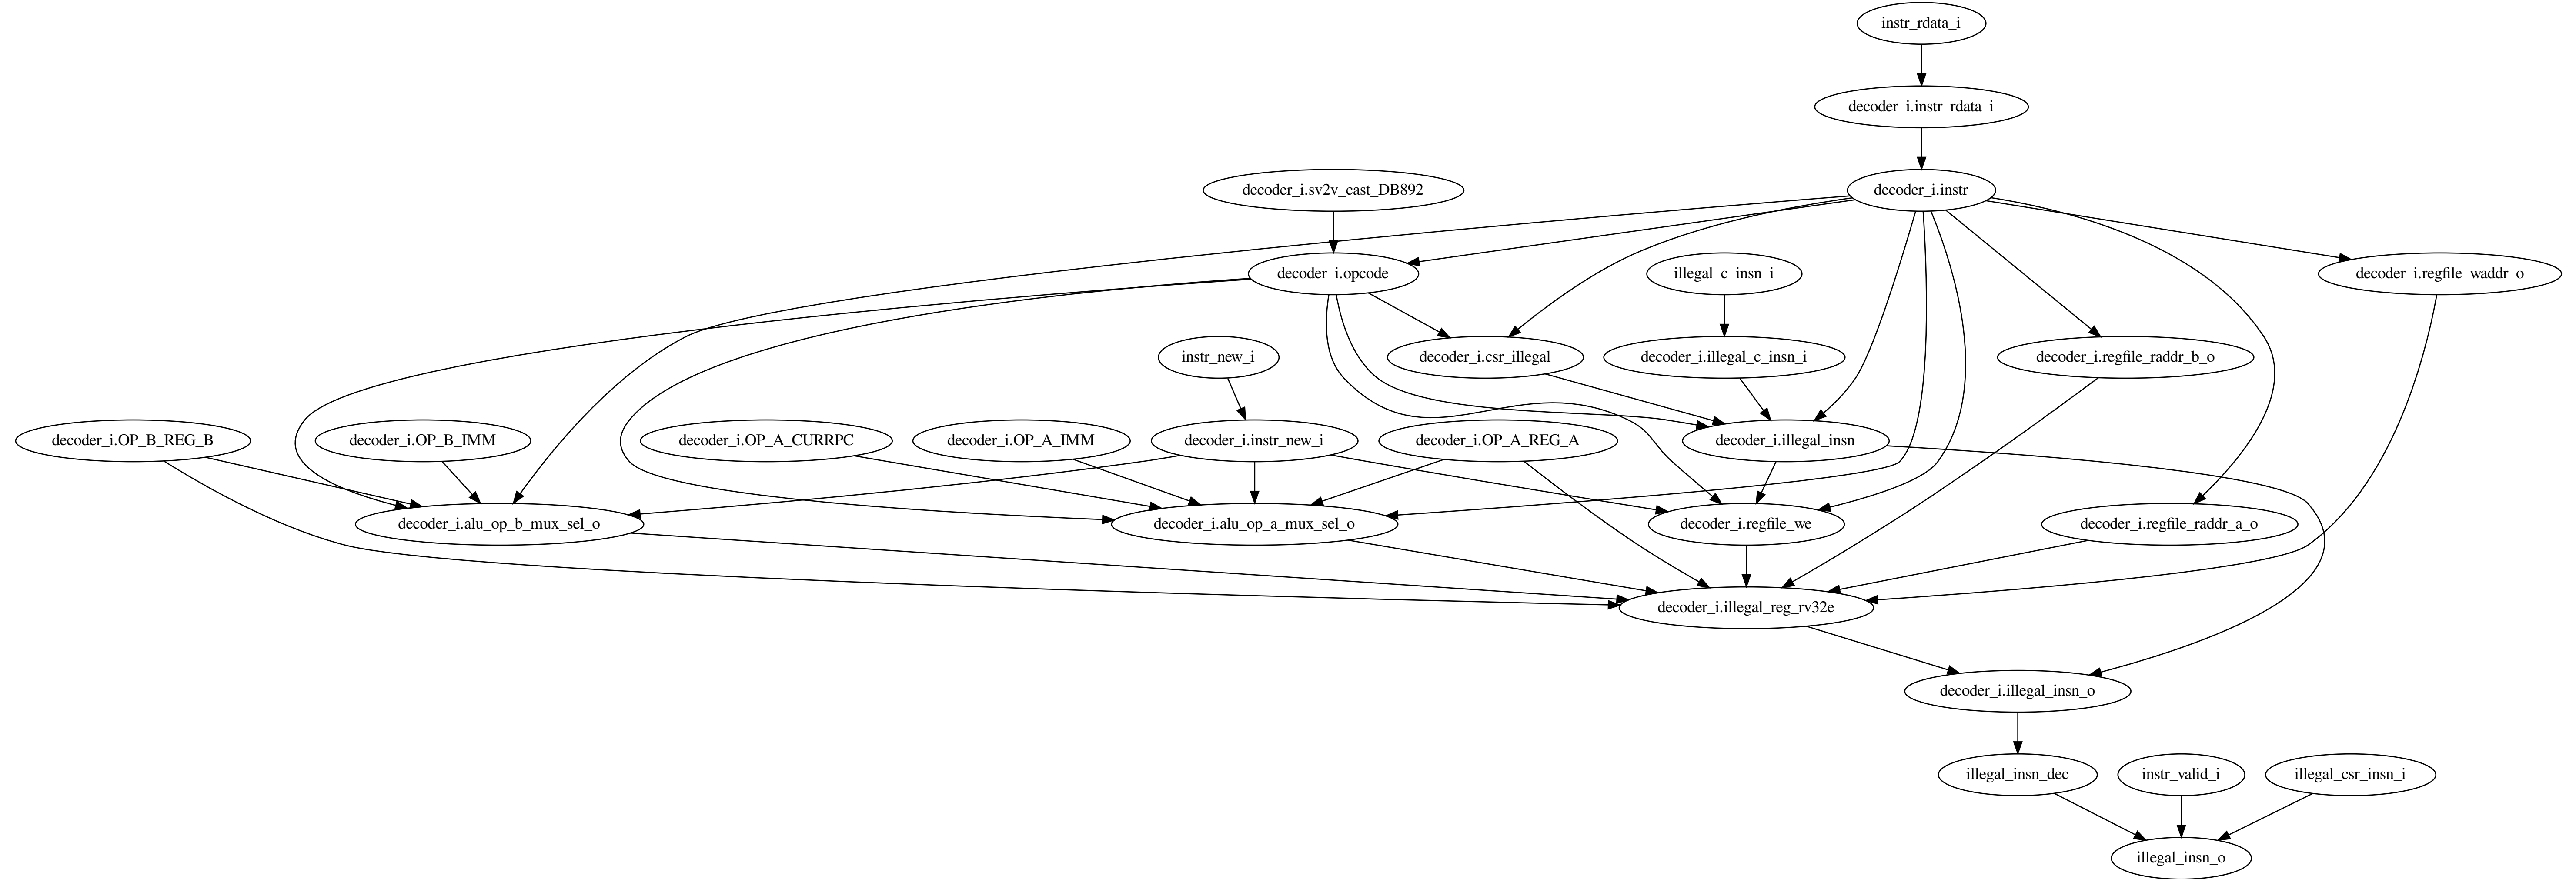 instr_rdata_i
decoder_i.instr_rdata_i
decoder_i.sv2v_cast_DB892
decoder_i.instr
decoder_i.opcode
illegal_c_insn_i
decoder_i.regfile_waddr_o
instr_new_i
decoder_i.csr_illegal
decoder_i.illegal_c_insn_i
decoder_i.regfile_raddr_b_o
decoder_i.OP_B_REG_B
decoder_i.OP_B_IMM
decoder_i.OP_A_CURRPC
decoder_i.OP_A_IMM
decoder_i.instr_new_i
decoder_i.OP_A_REG_A
decoder_i.illegal_insn
decoder_i.alu_op_b_mux_sel_o
decoder_i.alu_op_a_mux_sel_o
decoder_i.regfile_we
decoder_i.regfile_raddr_a_o
decoder_i.illegal_reg_rv32e
decoder_i.illegal_insn_o
illegal_insn_dec
instr_valid_i
illegal_csr_insn_i
illegal_insn_o